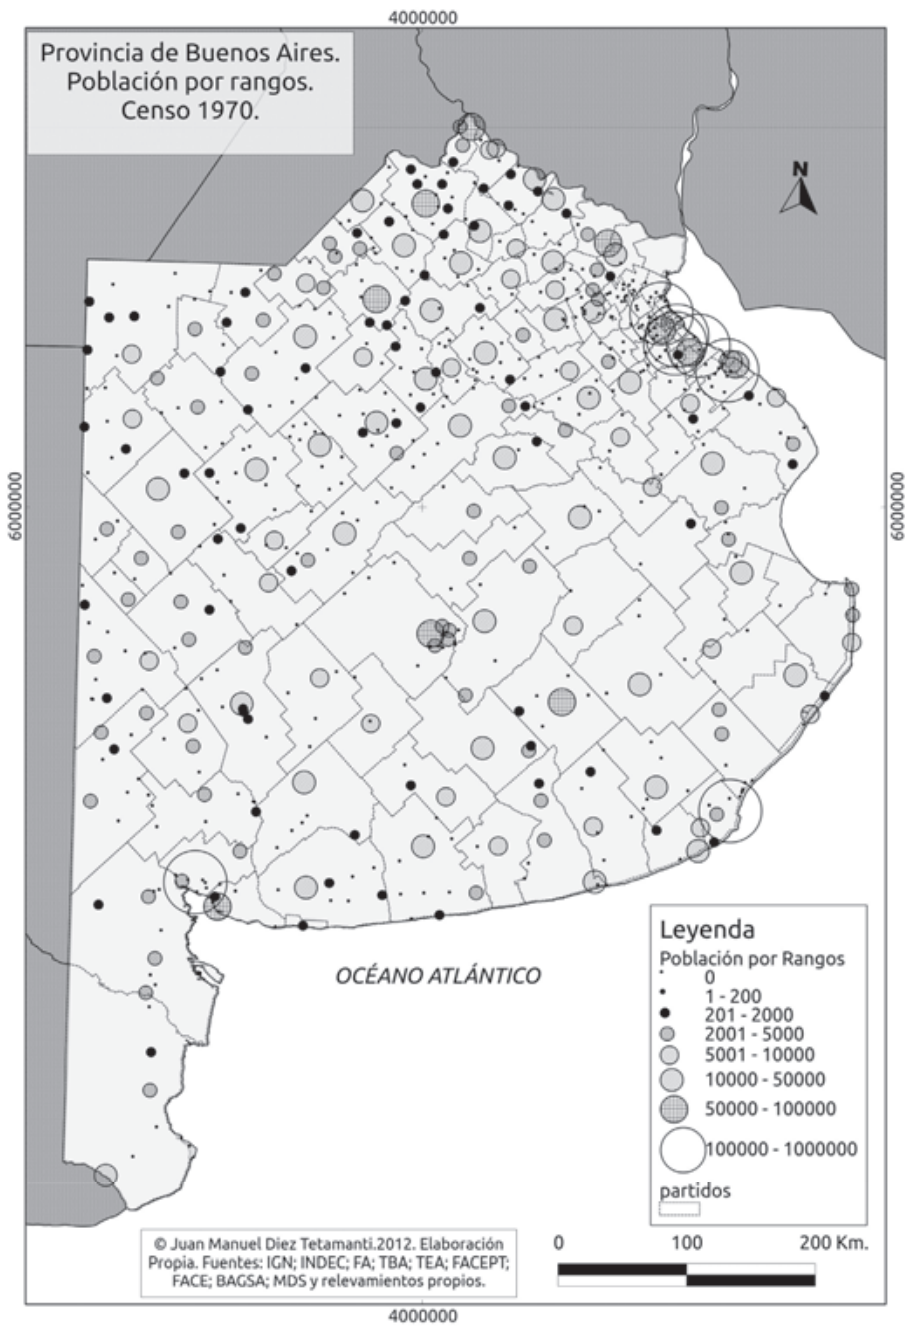 4000000
Provincia de Buenos Aires.
Población por rangos.
Censo 1970.
N
6000000
6000000
OCÉANO ATLÁNTICO
Leyenda
Población por Rangos
0
1 - 200
201 - 2000
2001 - 5000
5001 - 10000
10000 - 50000
50000 - 100000
100000 - 1000000
partidos
© Juan Manuel Diez Tetamanti.2012. Elaboración
Propia. Fuentes: IGN; INDEC; FA; TBA; TEA; FACEPT;
FACE; BAGSA; MDS y relevamientos propios.
0 100 200 Km.
4000000